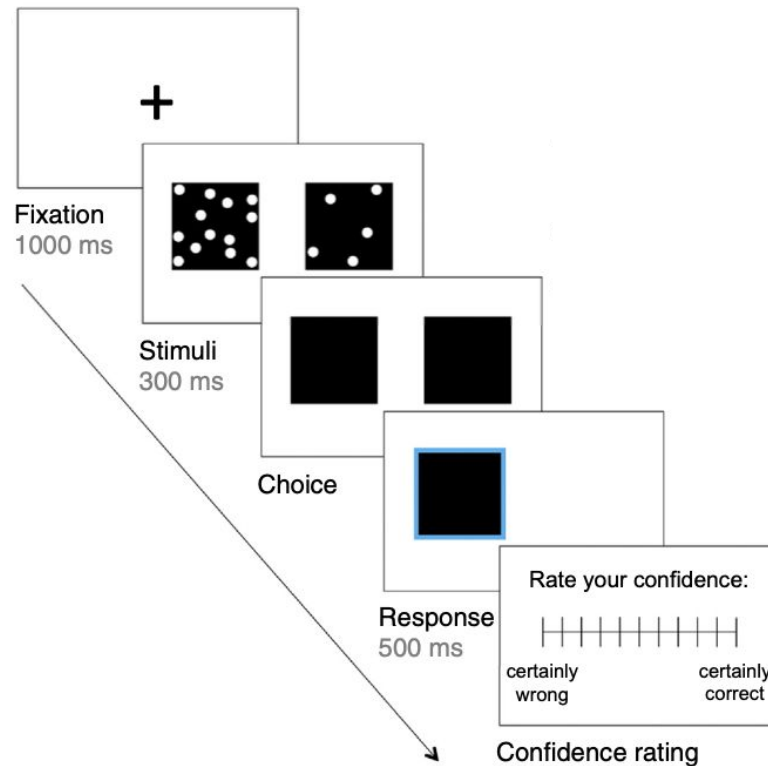 Fixation
1000 ms
Stimuli
300 ms
Choice
Response
500 ms
Rate your confidence:
certainly wrong
certainly correct
Confidence rating